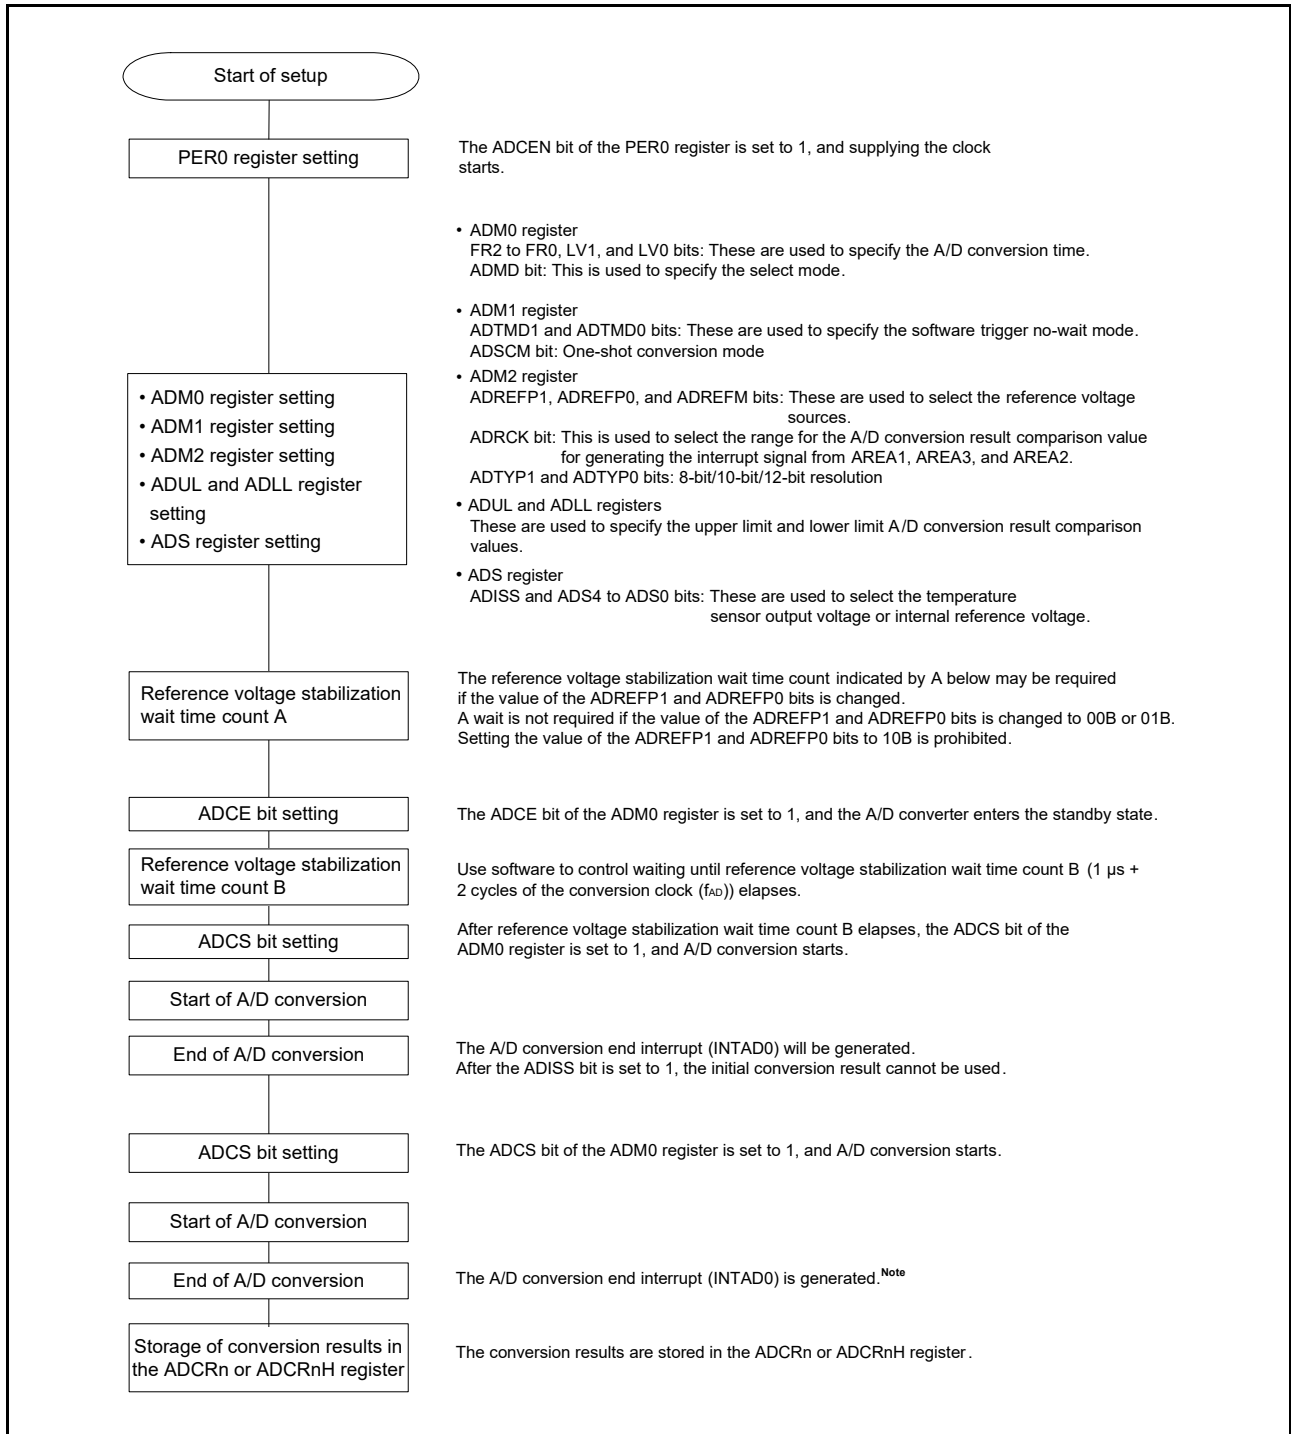 Start of setup
PER0 register setting
The ADCEN bit of the PER0 register is set to 1, and supplying the clock
starts.
• ADM0 register
FR2 to FR0, LV1, and LV0 bits: These are used to specify the A/D conversion time.
ADMD bit: This is used to specify the select mode.
• ADM1 register
ADTMD1 and ADTMD0 bits: These are used to specify the software trigger no-wait mode.
ADSCM bit: One-shot conversion mode
• ADM0 register setting
• ADM1 register setting
• ADM2 register setting
• ADUL and ADLL register
setting
• ADS register setting
• ADM2 register
ADREFP1, ADREFP0, and ADREFM bits: These are used to select the reference voltage
sources.
ADRCK bit: This is used to select the range for the A/D conversion result comparison value
for generating the interrupt signal from AREA1, AREA3, and AREA2.
ADTYP1 and ADTYP0 bits: 8-bit/10-bit/12-bit resolution
• ADUL and ADLL registers
These are used to specify the upper limit and lower limit A/D conversion result comparison
values.
• ADS register
ADISS and ADS4 to ADS0 bits: These are used to select the temperature
sensor output voltage or internal reference voltage.
Reference voltage stabilization
wait time count A
The reference voltage stabilization wait time count indicated by A below may be required
if the value of the ADREFP1 and ADREFP0 bits is changed.
A wait is not required if the value of the ADREFP1 and ADREFP0 bits is changed to 00B or 01B.
Setting the value of the ADREFP1 and ADREFP0 bits to 10B is prohibited.
ADCE bit setting
The ADCE bit of the ADM0 register is set to 1, and the A/D converter enters the standby state.
Reference voltage stabilization
wait time count B
Use software to control waiting until reference voltage stabilization wait time count B (1 µs +
2 cycles of the conversion clock (fAD)) elapses.
ADCS bit setting
After reference voltage stabilization wait time count B elapses, the ADCS bit of the
ADM0 register is set to 1, and A/D conversion starts.
Start of A/D conversion
End of A/D conversion
The A/D conversion end interrupt (INTAD0) will be generated.
After the ADISS bit is set to 1, the initial conversion result cannot be used.
ADCS bit setting
The ADCS bit of the ADM0 register is set to 1, and A/D conversion starts.
Start of A/D conversion
End of A/D conversion
The A/D conversion end interrupt (INTAD0) is generated.Note
Storage of conversion results in
the ADCRn or ADCRnH register
The conversion results are stored in the ADCRn or ADCRnH register.